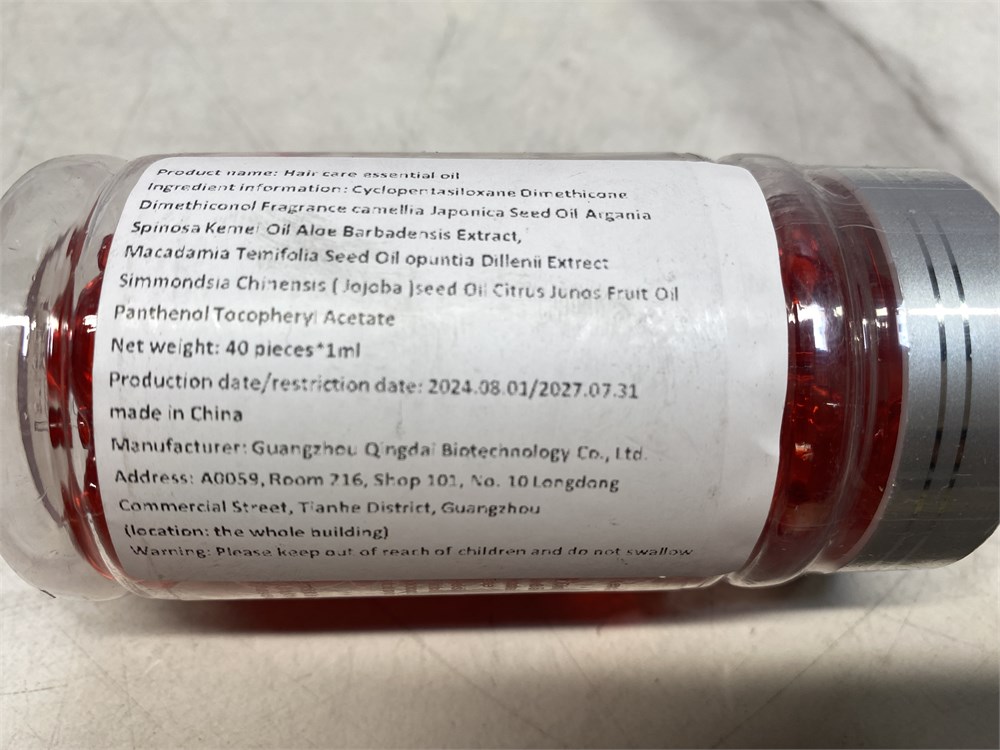 Product name: Hair care essential oil
Ingredient information: Cyclopentasiloxane Dimethicone
Dimethiconol Fragrance camellia Japonica Seed Oil Argania
Spinosa Kernel Oil Aloe Barbadensis Extract,
Macadamia Temifolia Seed Oil opuntia Dillenii Extrect
Simmondsia Chinensis ( Jojoba )seed Oil Citrus Junos Fruit Oil
Panthenol Tocopheryl Acetate
Net weight: 40 pieces*1ml
Production date/restriction date: 2024.08.01/2027.07.31
made in China
Manufacturer: Guangzhou Qingdai Biotechnology Co., Ltd.
Address: A0059, Room 216, Shop 101, No. 10 Longdong
Commercial Street, Tianhe District, Guangzhou
(location: the whole building)
Warning: Please keep out of reach of children and do not swallow